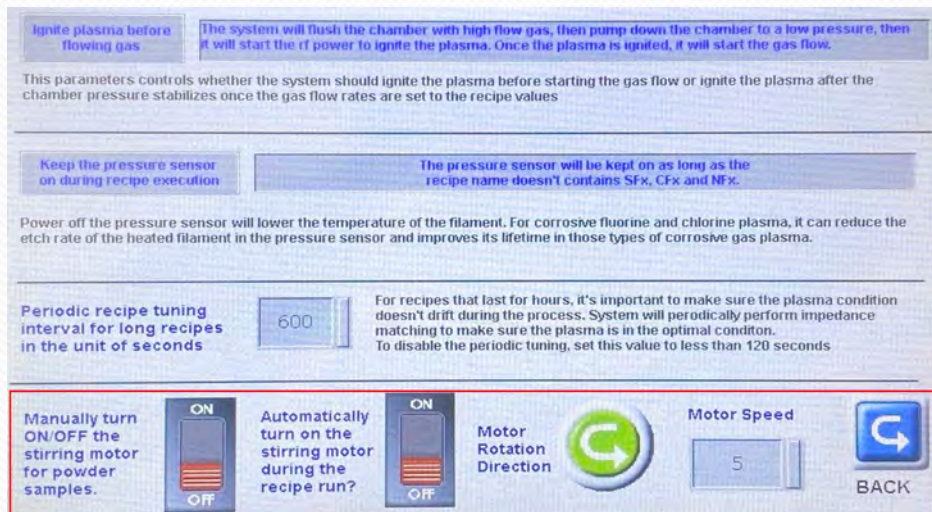 Ignite plasma before
flowing gas
The system will flush the chamber with high flow gas, then pump down the chamber to a low pressure, then
it will start the rf power to ignite the plasma. Once the plasma is ignited, it will start the gas flow.
This parameters controls whether the system should ignite the plasma before starting the gas flow or ignite the plasma after the
chamber pressure stabilizes once the gas flow rates are set to the recipe values
Keep the pressure sensor
on during recipe execution
The pressure sensor will be kept on as long as the
recipe name doesn't contains SFx, CFx and NFx.
Power off the pressure sensor will lower the temperature of the filament. For corrosive fluorine and chlorine plasma, it can reduce the
etch rate of the heated filament in the pressure sensor and improves its lifetime in those types of corrosive gas plasma.
Periodic recipe tuning
interval for long recipes
in the unit of seconds
600
For recipes that last for hours, it's important to make sure the plasma condition
doesn't drift during the process. System will perodically perform impedance
matching to make sure the plasma is in the optimal conditon.
To disable the periodic tuning, set this value to less than 120 seconds
Manually turn
ON/OFF the
stirring motor
for powder
samples.
ON
OFF
Automatically
turn on the
stirring motor
during the
recipe run?
ON
OFF
Motor
Rotation
Direction
Motor Speed
5
BACK